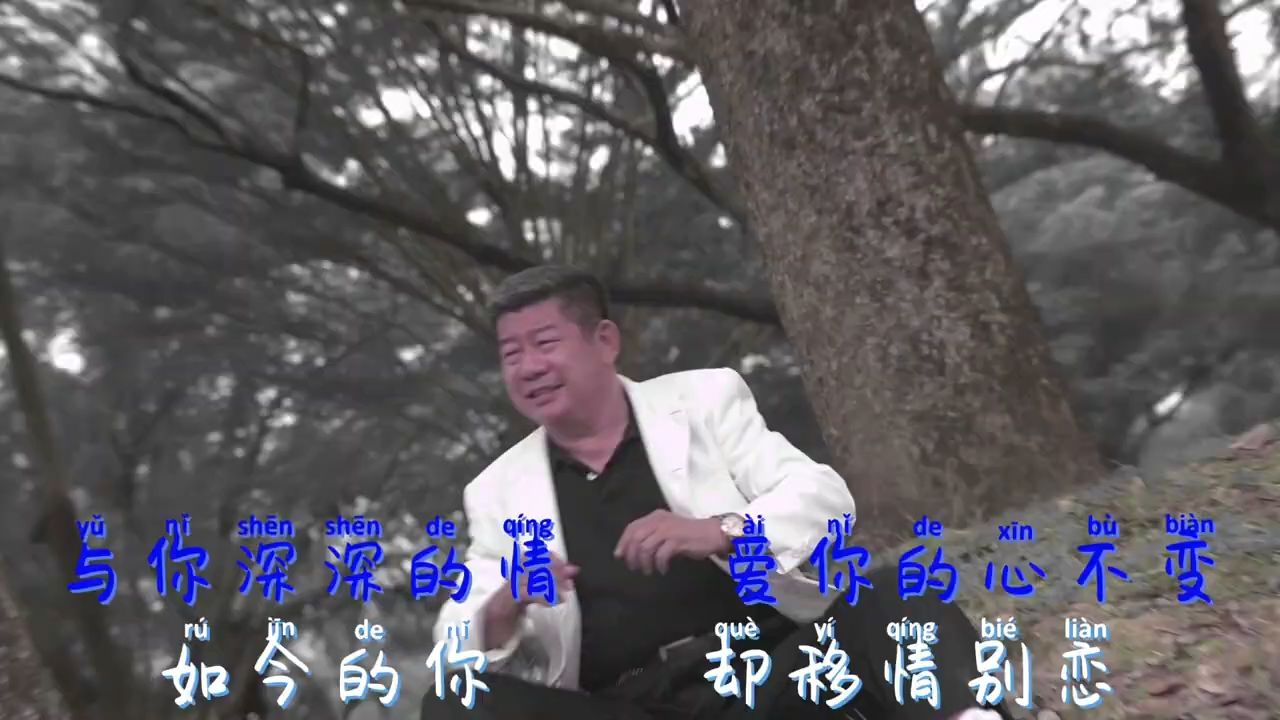 yǔ nǐ shēn shēn de qíng ài nǐ de xīn bù biàn
与你深深的情 爱你的心不变
rú jīn de nǐ què yí qíng bié liàn
如今的你 却移情别恋